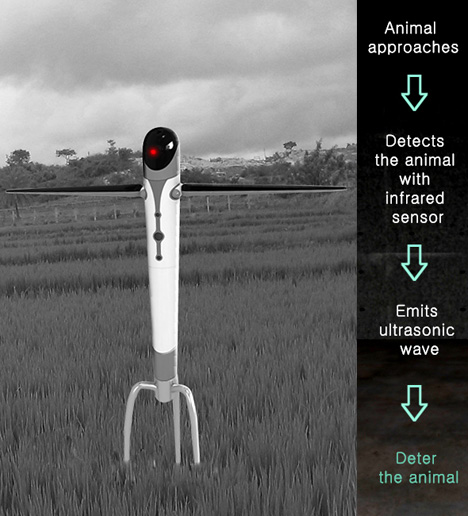 Animal
approaches
Detects
the animal
with
infrared
sensor
Emits
ultrasonic
wave
Deter
the animal